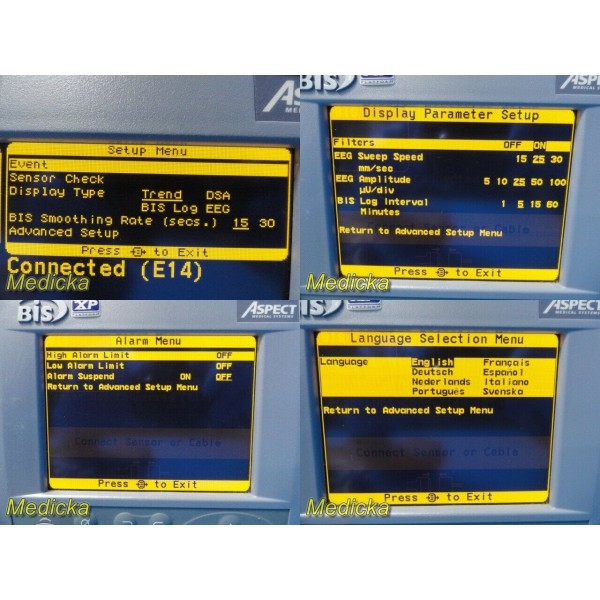 ASPECT
MEDICAL
Setup Menu
Event
Sensor Check
Display Type Trend DSA
BIS Log EEG
BIS Smoothing Rate (secs.) 15 30
Advanced Setup
Press to Exit
Connected (E14)
Medicka
BIS XP
ASPECT
Display Parameter Setup
Filters OFF ON
EEG Sweep Speed 15 25 30
mm/sec
EEG Amplitude 5 10 25 50 100
µU/div
BIS Log Interval 1 5 15 60
Minutes
Return to Advanced Setup Menu
Press to Exit
Medicka
BIS XP
ASPECT
MEDICAL SYSTEMS
Alarm Menu
High Alarm Limit OFF
Low Alarm Limit OFF
Alarm Suspend ON OFF
Return to Advanced Setup Menu
Connect Sensor or Cable
Press to Exit
Medicka
BIS
ASPECT
MEDICAL SYSTEMS
Language Selection Menu
Language English Français
Deutsch Español
Nederlands Italiano
Português Svenska
Return to Advanced Setup Menu
Connect Sensor or Cable
Press to Exit
Medicka